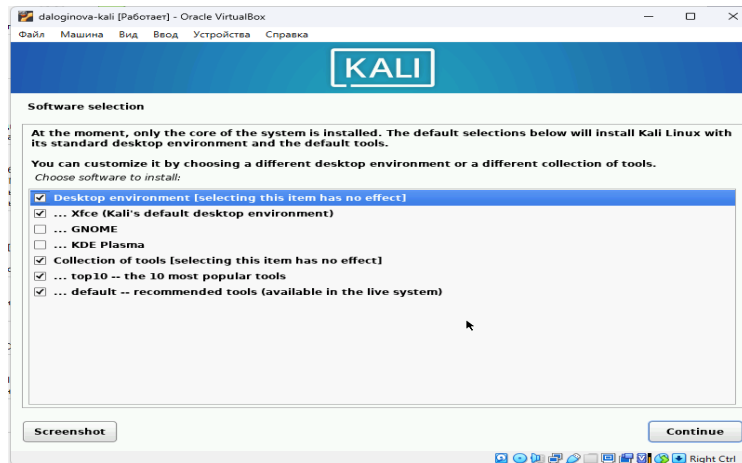 daloginova-kali [Работает] - Oracle VirtualBox
Файл Машина Вид Ввод Устройства Справка
KALI
Software selection
At the moment, only the core of the system is installed. The default selections below will install Kali Linux with
its standard desktop environment and the default tools.
You can customize it by choosing a different desktop environment or a different collection of tools.
Choose software to install:
Desktop environment [selecting this item has no effect]
... Xfce (Kali's default desktop environment)
... GNOME
... KDE Plasma
Collection of tools [selecting this item has no effect]
... top10 -- the 10 most popular tools
... default -- recommended tools (available in the live system)
Screenshot
Continue
Right Ctrl